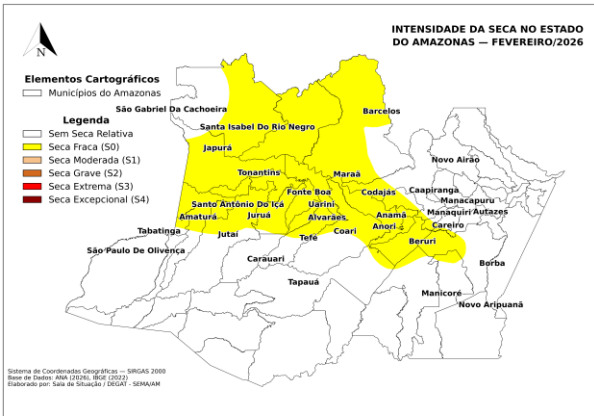 INTENSIDADE DA SECA NO ESTADO
DO AMAZONAS — FEVEREIRO/2026
N
Elementos Cartográficos
Municípios do Amazonas
Legenda
Sem Seca Relativa
Seca Fraca (S0)
Seca Moderada (S1)
Seca Grave (S2)
Seca Extrema (S3)
Seca Excepcional (S4)
São Gabriel Da Cachoeira
Barcelos
Santa Isabel Do Rio Negro
Japurá
Novo Airão
Tonantins
Maraã
Fonte Boa
Codajás
Caapiranga
Santo Antônio Do Içá
Uarini
Manacapuru
Amaturá
Juruá
Alvaraes
Anamã
Manaquiri
Autazes
Tabatinga
Jutaí
Coari
Anori
Careiro
Tefé
Beruri
São Paulo De Olivença
Carauari
Borba
Tapauá
Manicoré
Novo Aripuanã
Sistema de Coordenadas Geográficas — SIRGAS 2000
Base de Dados: ANA (2026), IBGE (2022)
Elaborado por: Sala de Situação / DEGAT - SEMA/AM